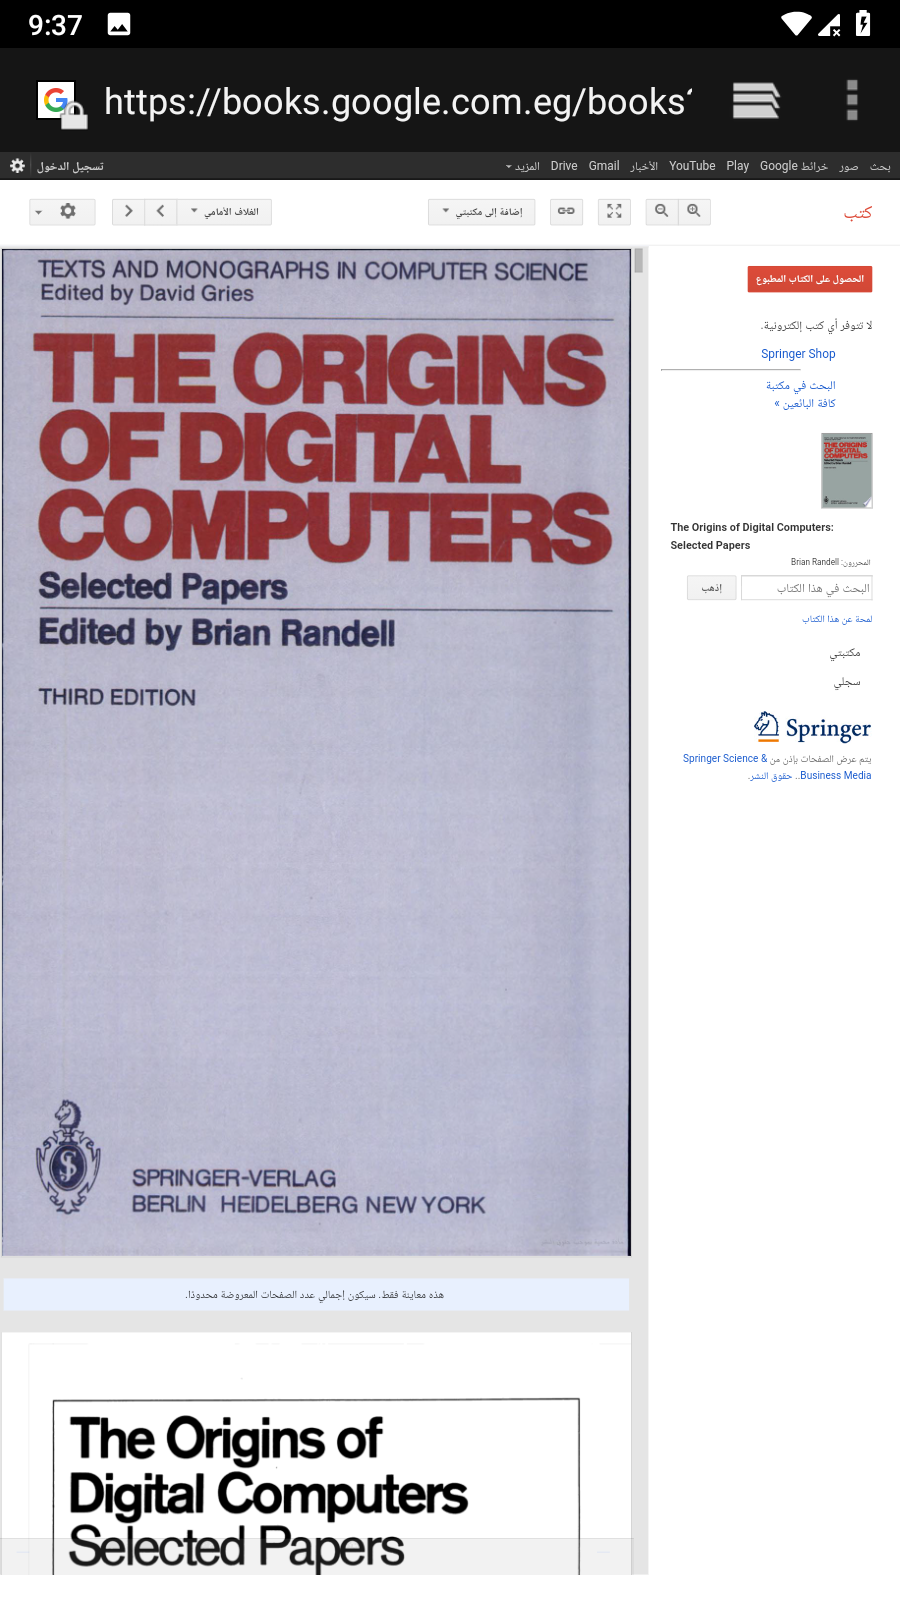 9:37
https://books.google.com.eg/books?
بحث صور خرائط Google Play YouTube الأخبار Gmail Drive المزيد
تسجيل الدخول
كتب
إضافة إلى مكتبتي
الغلاف الأمامي
TEXTS AND MONOGRAPHS IN COMPUTER SCIENCE
Edited by David Gries
THE ORIGINS
OF DIGITAL
COMPUTERS
Selected Papers
Edited by Brian Randell
THIRD EDITION
SPRINGER-VERLAG
BERLIN HEIDELBERG NEW YORK
هذه معاينة فقط. سيكون إجمالي عدد الصفحات المعروضة محدودًا.
The Origins of
Digital Computers
Selected Papers
الحصول على الكتاب المطبوع
لا تتوفر أي كتب إلكترونية.
Springer Shop
البحث في مكتبة
كافة البائعين »
THE ORIGINS
OF DIGITAL
COMPUTERS
The Origins of Digital Computers:
Selected Papers
المحررون: Brian Randell
البحث في هذا الكتاب
إذهب
لمحة عن هذا الكتاب
مكتبتي
سجلي
Springer
يتم عرض الصفحات بإذن من Springer Science &
Business Media.. حقوق النشر.